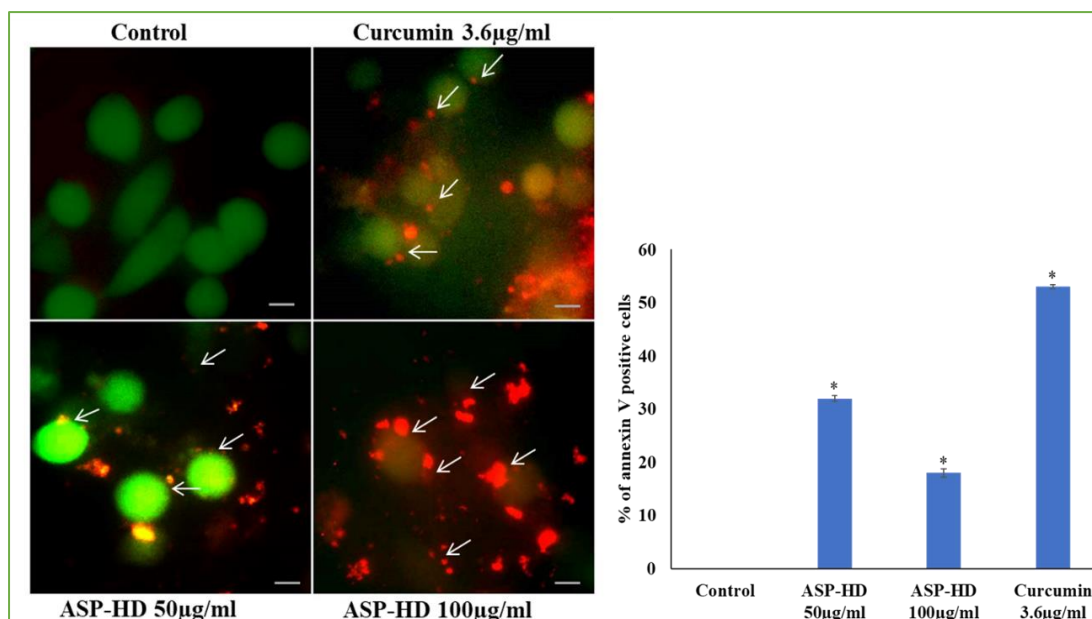 Control
Curcumin 3.6µg/ml
ASP-HD 50µg/ml
ASP-HD 100µg/ml
% of annexin V positive cells
60
50
40
30
20
10
0
*
*
*
Control
ASP-HD
50µg/ml
ASP-HD
100µg/ml
Curcumin
3.6µg/ml